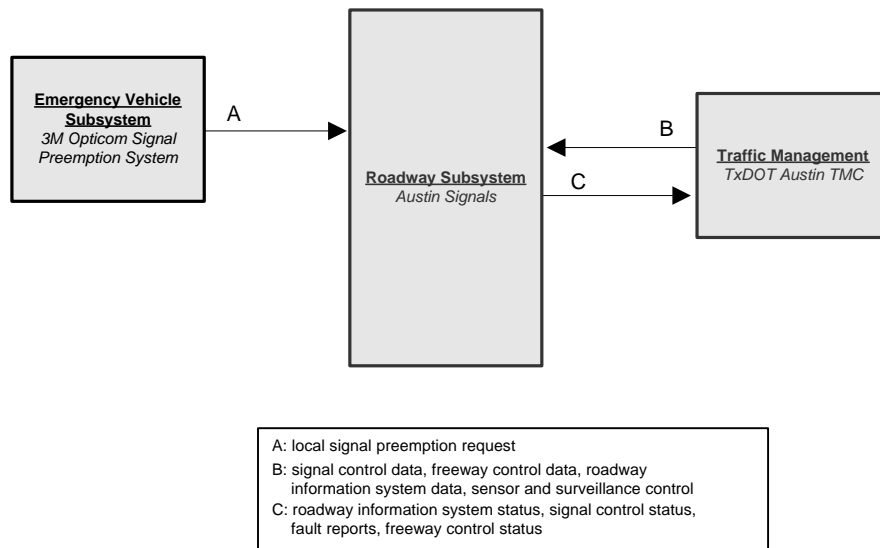 Emergency Vehicle
Subsystem
3M Opticom Signal
Preemption System
A
Roadway Subsystem
Austin Signals
B
C
Traffic Management
TxDOT Austin TMC
A: local signal preemption request
B: signal control data, freeway control data, roadway
information system data, sensor and surveillance control
C: roadway information system status, signal control status,
fault reports, freeway control status